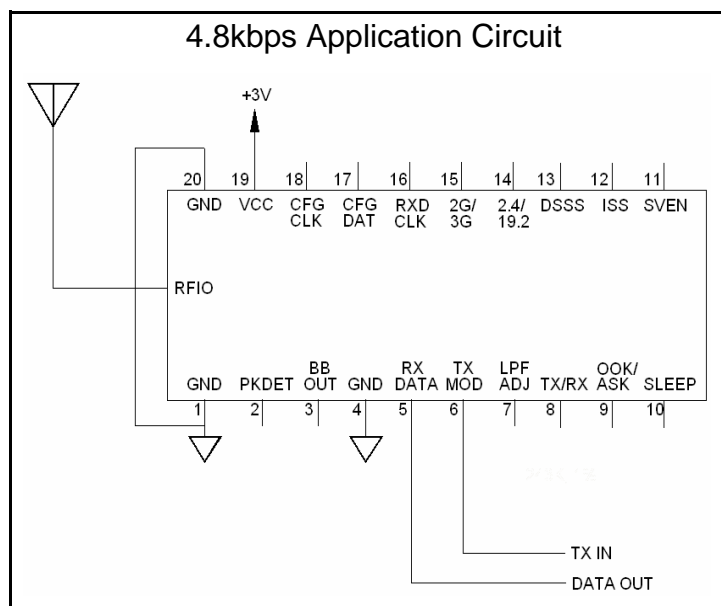 4.8kbps Application Circuit
+3V
20 19 18 17 16 15 14 13 12 11
GND VCC CFG CFG RXD 2G/ 2.4/ DSSS ISS SVEN
CLK DAT CLK 3G 19.2
RFIO
BB RX TX LPF OOK/
GND PKDET OUT GND DATA MOD ADJ TX/RX ASK SLEEP
1 2 3 4 5 6 7 8 9 10
TX IN
DATA OUT